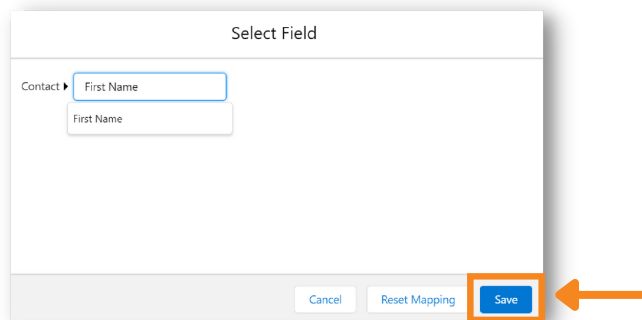 Select Field
Contact First Name
First Name
Cancel Reset Mapping Save